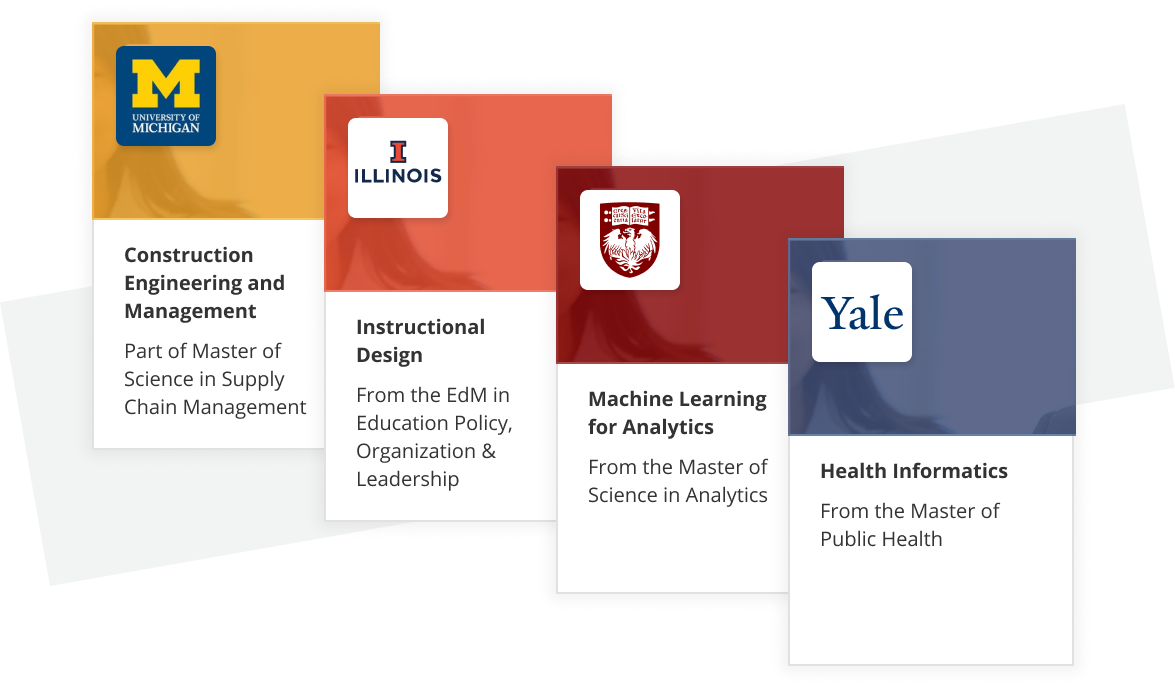 M
UNIVERSITY OF
MICHIGAN
Construction
Engineering and
Management
Part of Master of
Science in Supply
Chain Management
I
ILLINOIS
Instructional
Design
From the EdM in
Education Policy,
Organization &
Leadership
Machine Learning
for Analytics
From the Master of
Science in Analytics
Yale
Health Informatics
From the Master of
Public Health